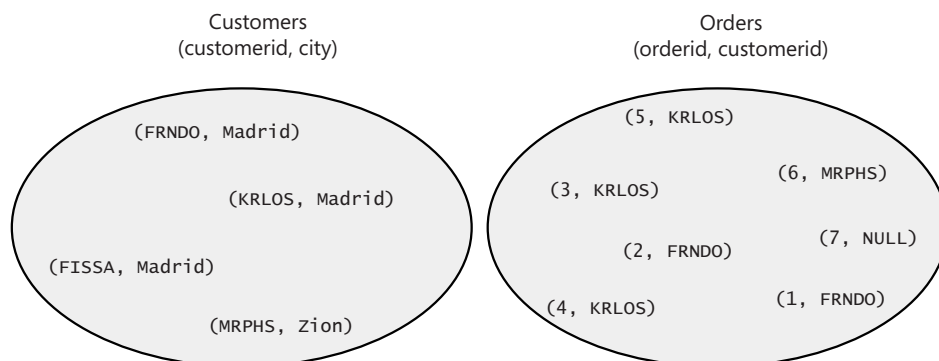 Customers
(customerid, city)
(FRNDO, Madrid)
(KRLOS, Madrid)
(FISSA, Madrid)
(MRPHS, Zion)
Orders
(orderid, customerid)
(5, KRLOS)
(6, MRPHS)
(3, KRLOS)
(7, NULL)
(2, FRNDO)
(1, FRNDO)
(4, KRLOS)